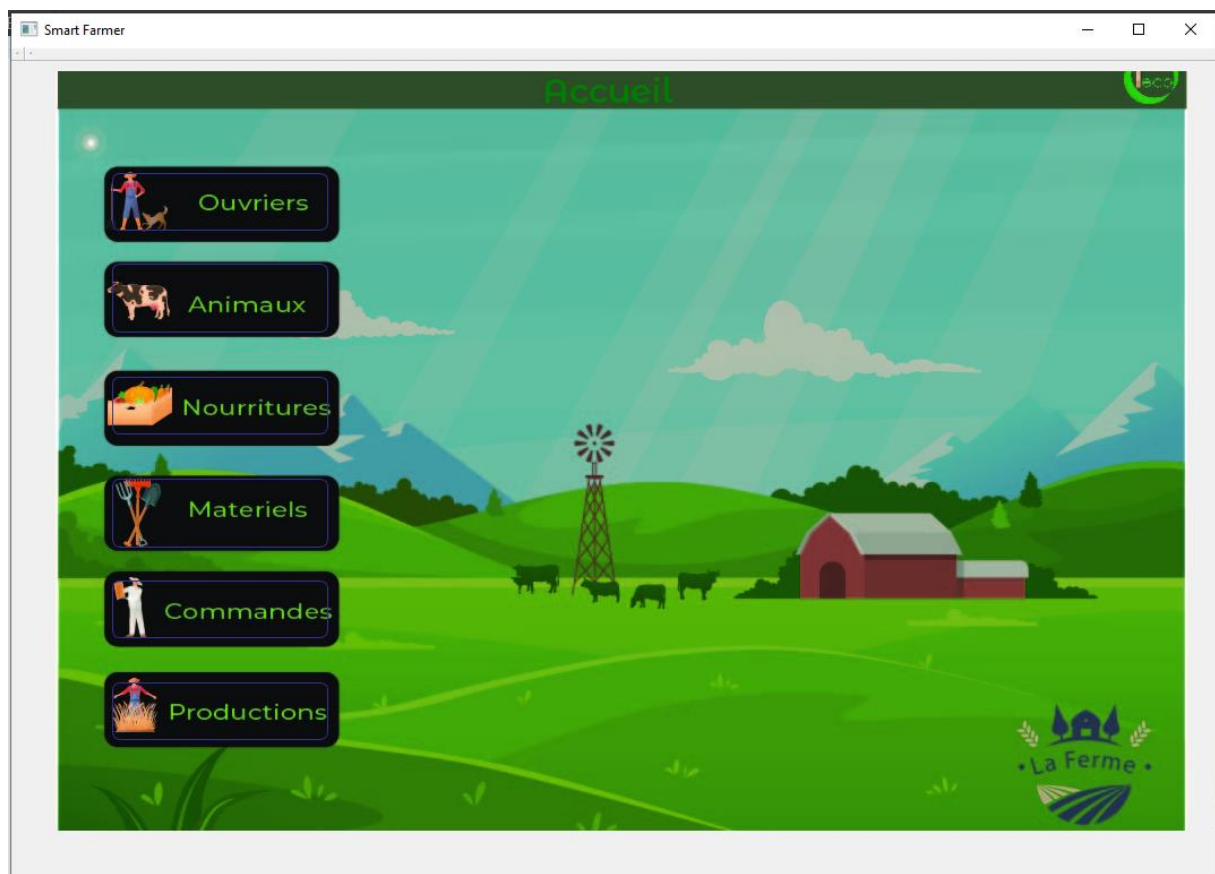 Smart Farmer
Accueil
Ouvriers
Animaux
Nourritures
Materiels
Commandes
Productions
• La Ferme •